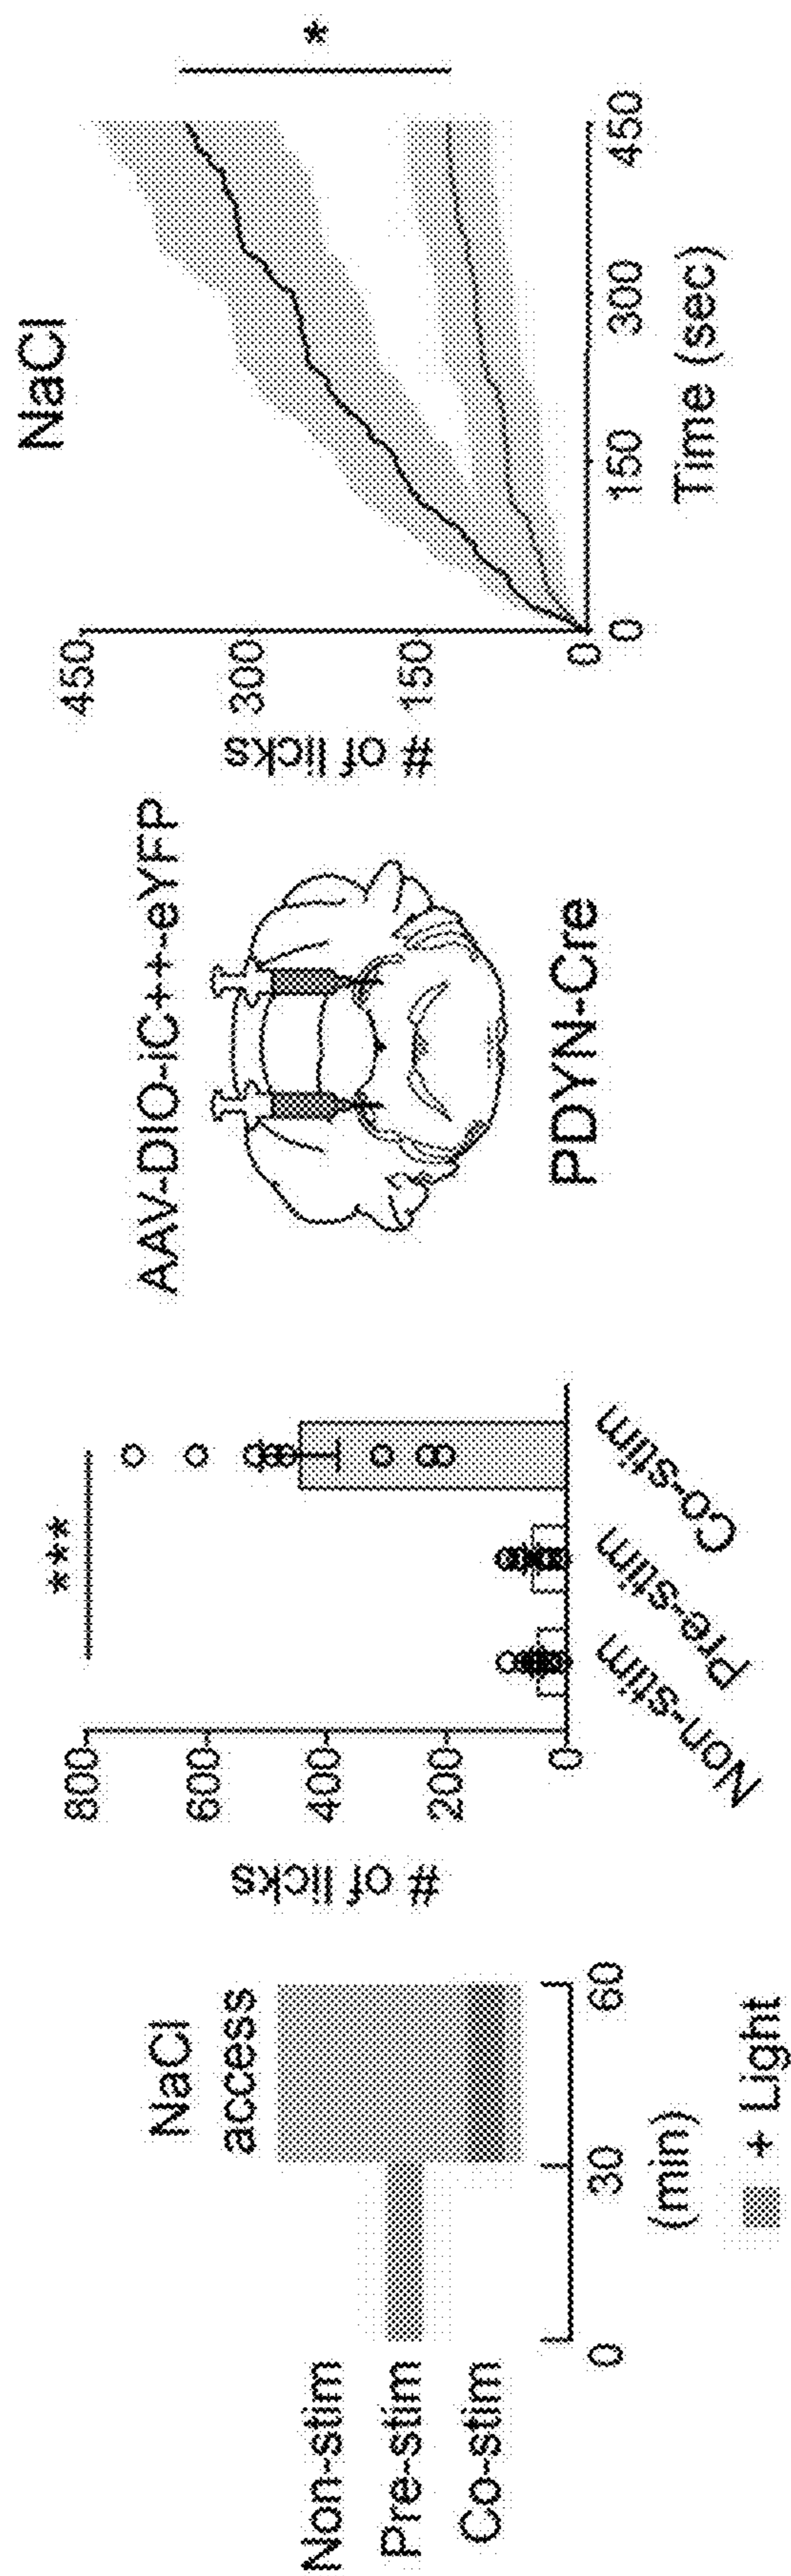 NaCl
access
Non-stim
Pre-stim
Co-stim
0
30
60
(min)
+ Light
# of licks
800
600
400
200
0
***
Non-stim
Pre-stim
Co-stim
AAV-DIO-iC++-eYFP
PDYN-Cre
NaCl
# of licks
450
300
150
0
0
150
300
450
Time (sec)
*